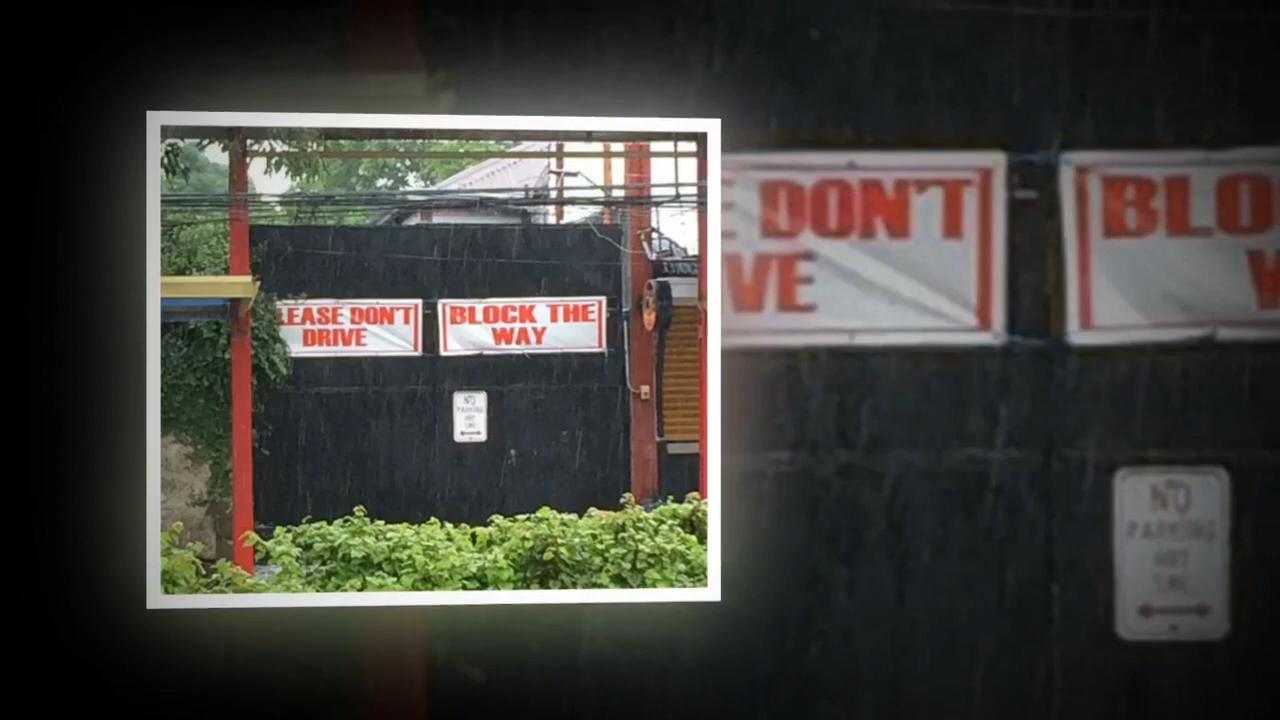 LEASE DON'T
DRIVE
BLOCK THE
WAY
NO
PARKING
ANY
TIME
E DON'T
VE
BLO
W
NO
PARKING
ANY
TIME